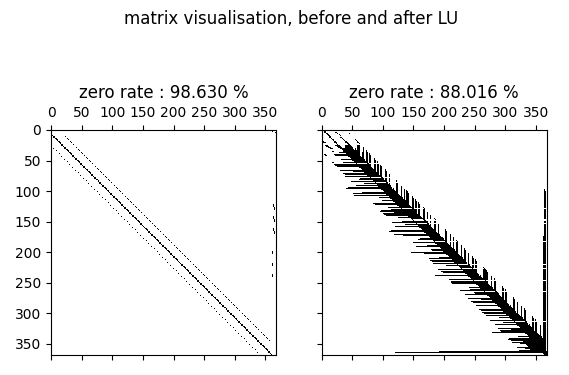 matrix visualisation, before and after LU
zero rate : 98.630 %
zero rate : 88.016 %
0 50 100 150 200 250 300 350
0 50 100 150 200 250 300 350
0
50
100
150
200
250
300
350